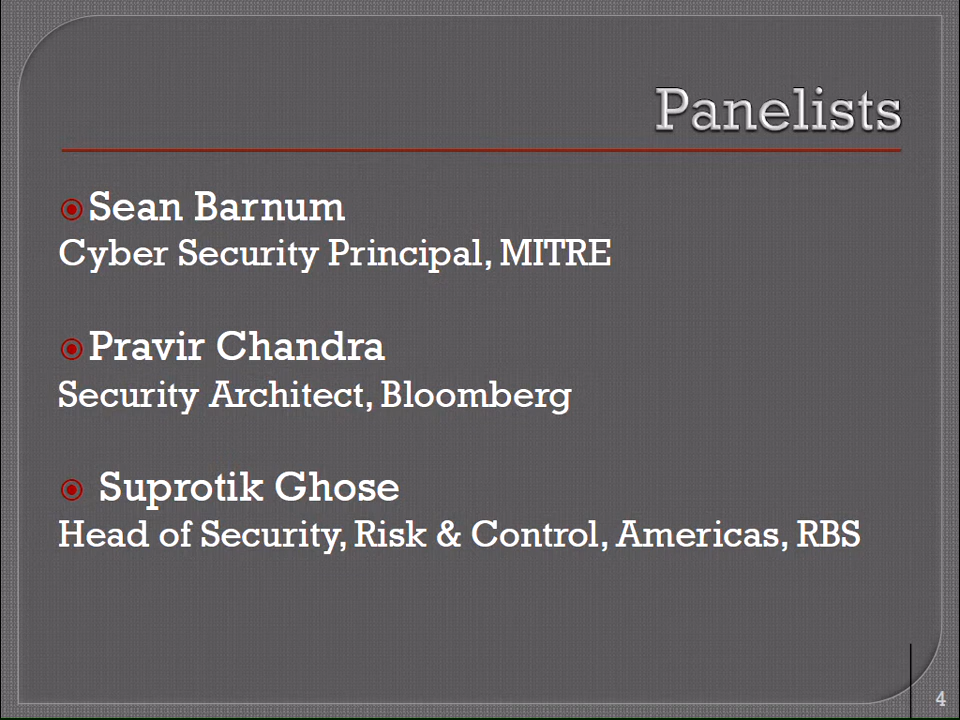 Panelists
Sean Barnum
Cyber Security Principal, MITRE
Pravir Chandra
Security Architect, Bloomberg
Suprotik Ghose
Head of Security, Risk & Control, Americas, RBS
4